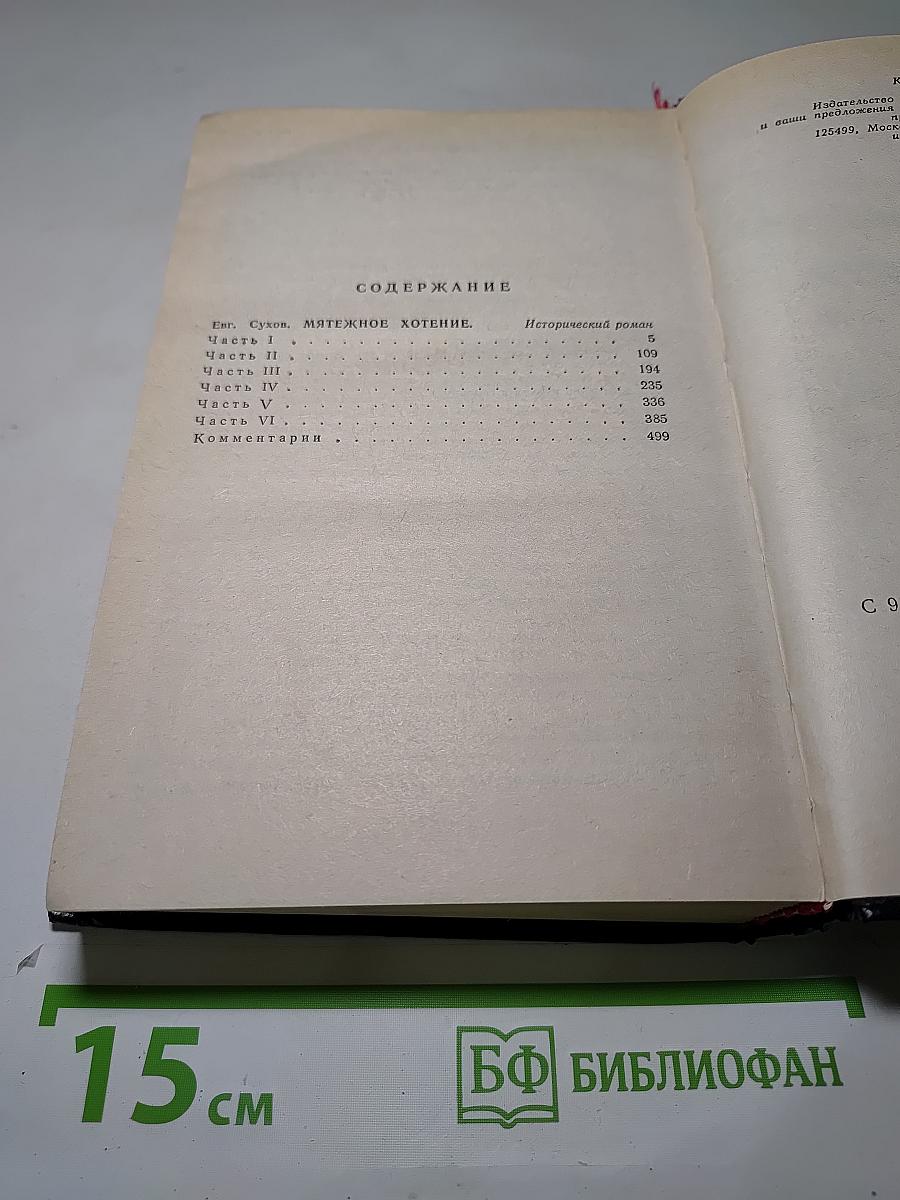 СОДЕРЖАНИЕ
Евг. Сухов. МЯТЕЖНОЕ ХОТЕНИЕ. Исторический роман
Часть I . . . . . . . . . . . . . . . . . . . . 5
Часть II . . . . . . . . . . . . . . . . . . . . 109
Часть III . . . . . . . . . . . . . . . . . . . . 194
Часть IV . . . . . . . . . . . . . . . . . . . . 235
Часть V . . . . . . . . . . . . . . . . . . . . 336
Часть VI . . . . . . . . . . . . . . . . . . . . 385
Комментарии . . . . . . . . . . . . . . . . . . 499
К
Издательство
и ваши предложения
п
125499, Моск
и
С 9
15 см
БФ БИБЛИОФАН